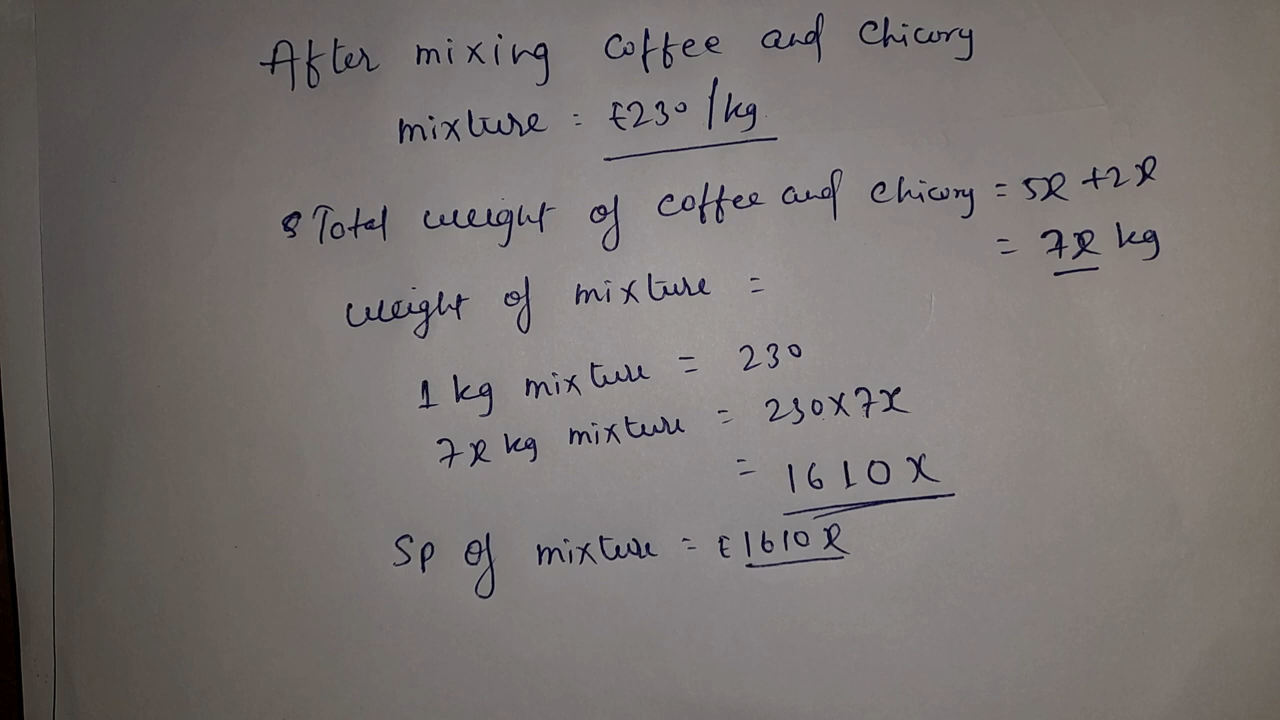 After mixing coffee and chicory
mixture = ₹230/kg
Total weight of coffee and chicory = 5x + 2x
= 7x kg
weight of mixture =
1 kg mixture = 230
7x kg mixture = 230 × 7x
= 1610x
SP of mixture = ₹1610x